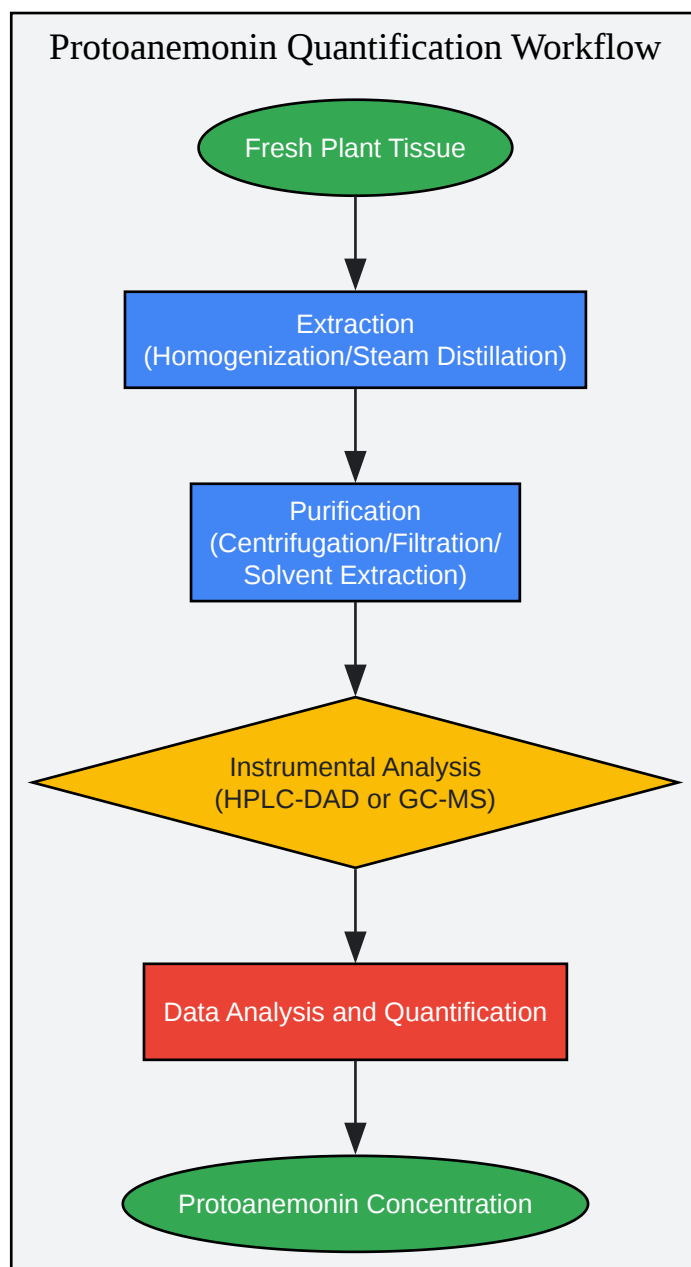 Protoanemonin Quantification Workflow
Fresh Plant Tissue
Extraction
(Homogenization/Steam Distillation)
Purification
(Centrifugation/Filtration/
Solvent Extraction)
Instrumental Analysis
(HPLC-DAD or GC-MS)
Data Analysis and Quantification
Protoanemonin Concentration